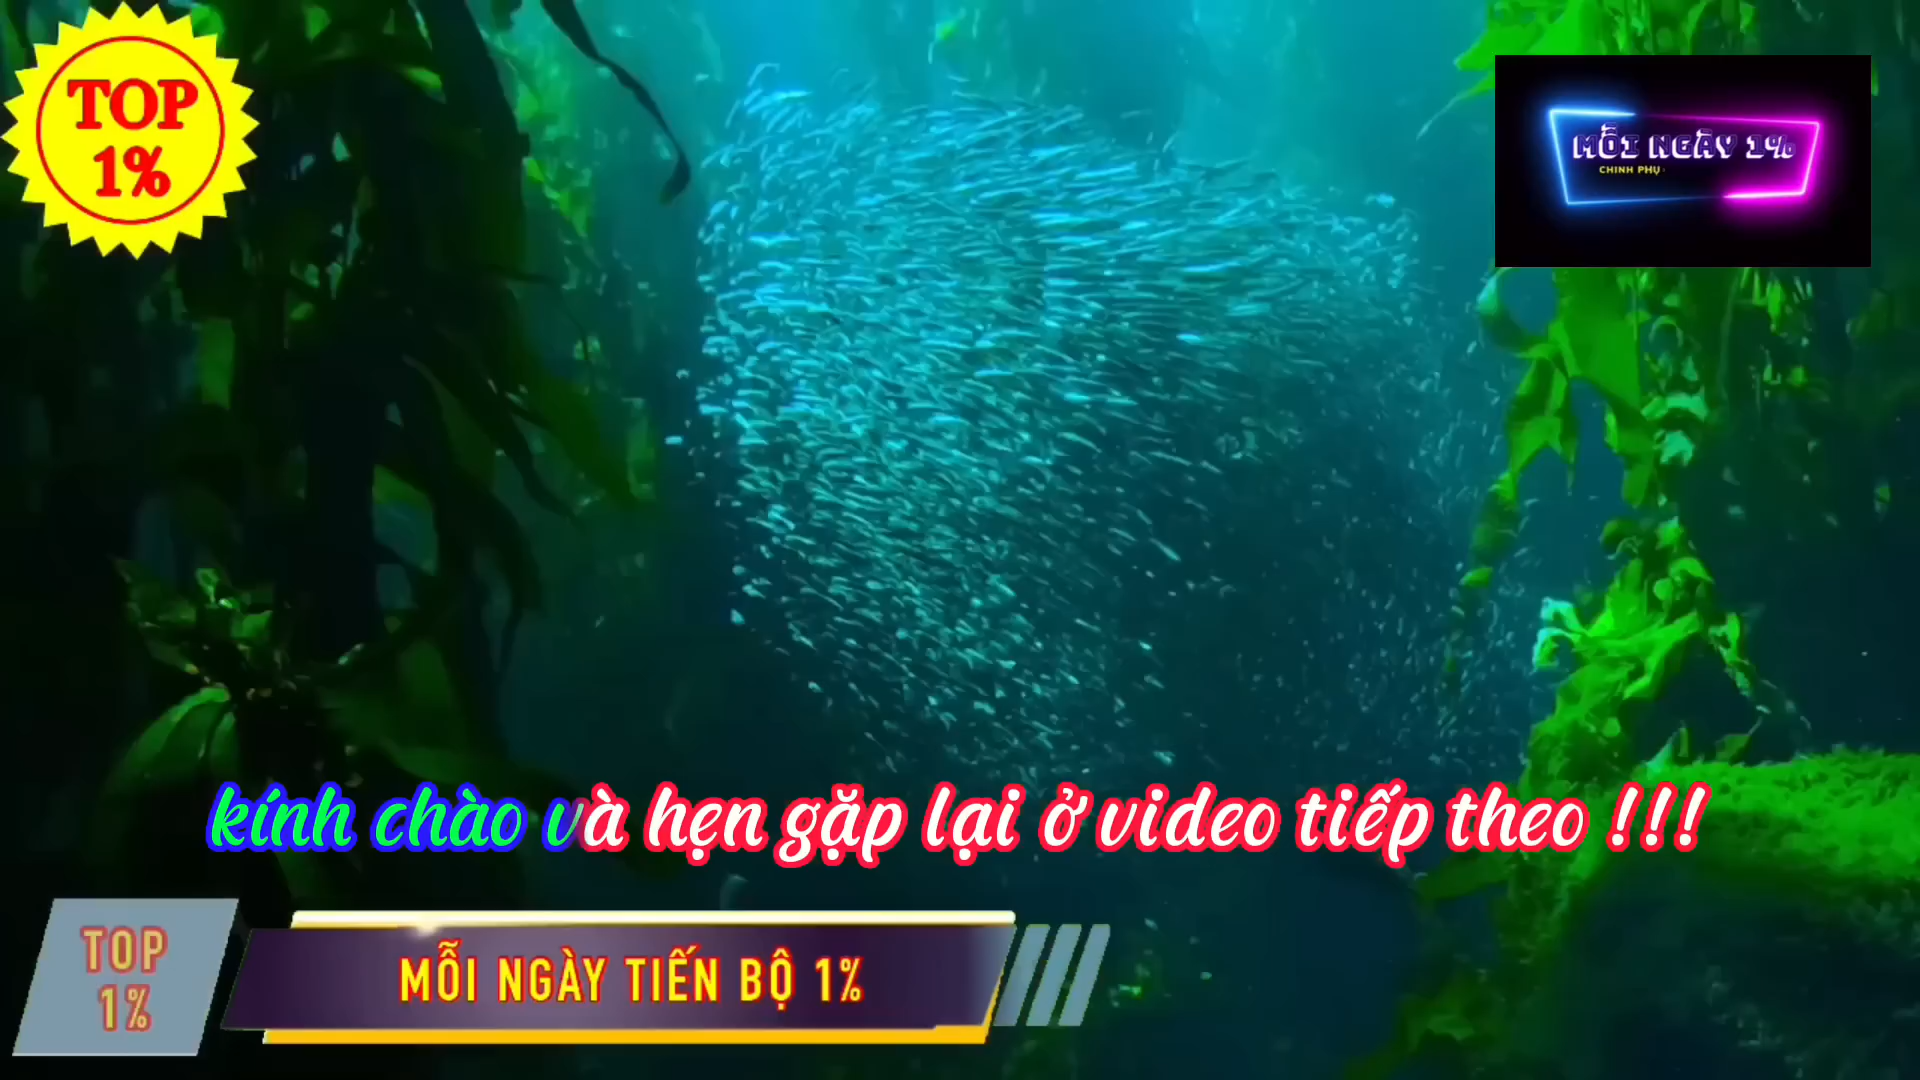 TOP
1%
MỖI NGÀY 1%
CHINH PHỤ
kính chào và hẹn gặp lại ở video tiếp theo !!!
TOP
1%
MỖI NGÀY TIẾN BỘ 1%